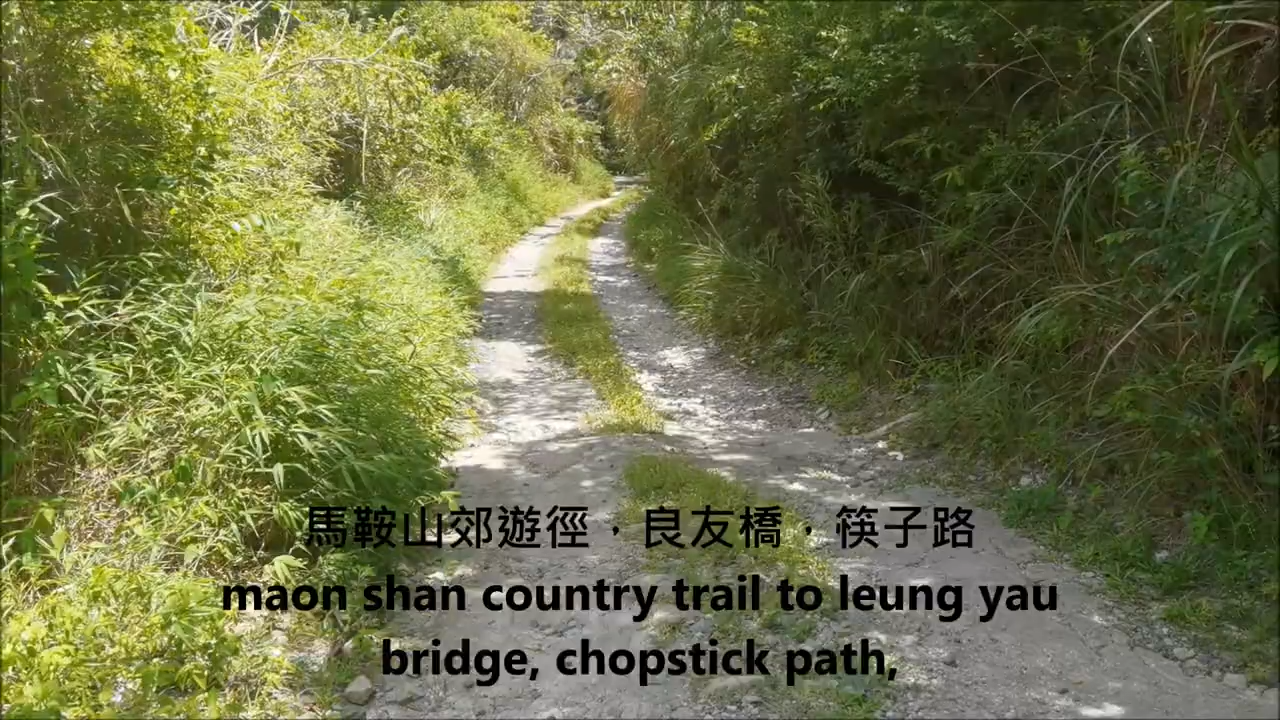 馬鞍山郊遊徑，良友橋，筷子路
maon shan country trail to leung yau
bridge, chopstick path,